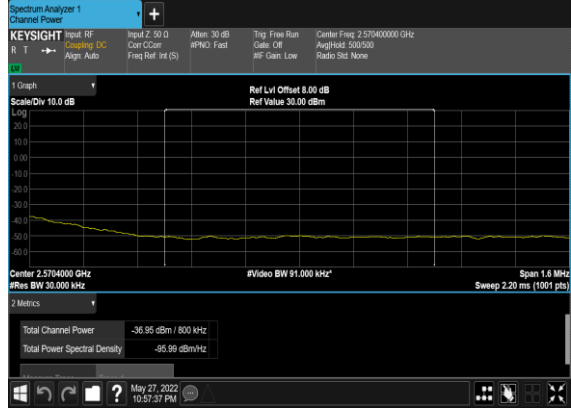 Spectrum Analyzer 1
Channel Power
+
KEYSIGHT
R T
Input: RF
Coupling: DC
Align: Auto
Input Z: 50 Ω
Corr CCorr
Freq Ref: Int (S)
Atten: 30 dB
#PNO: Fast
Trig: Free Run
Gate: Off
#IF Gain: Low
Center Freq: 2.570400000 GHz
Avg|Hold: 500/500
Radio Std: None
1 Graph
Ref Lvl Offset 8.00 dB
Scale/Div 10.0 dB
Ref Value 30.00 dBm
Log
20.0
10.0
0.00
-10.0
-20.0
-30.0
-40.0
-50.0
-60.0
Center 2.5704000 GHz
#Video BW 91.000 kHz*
Span 1.6 MHz
#Res BW 30.000 kHz
Sweep 2.20 ms (1001 pts)
2 Metrics
Total Channel Power -36.95 dBm / 800 kHz
Total Power Spectral Density -95.99 dBm/Hz
?
May 27, 2022
10:57:37 PM